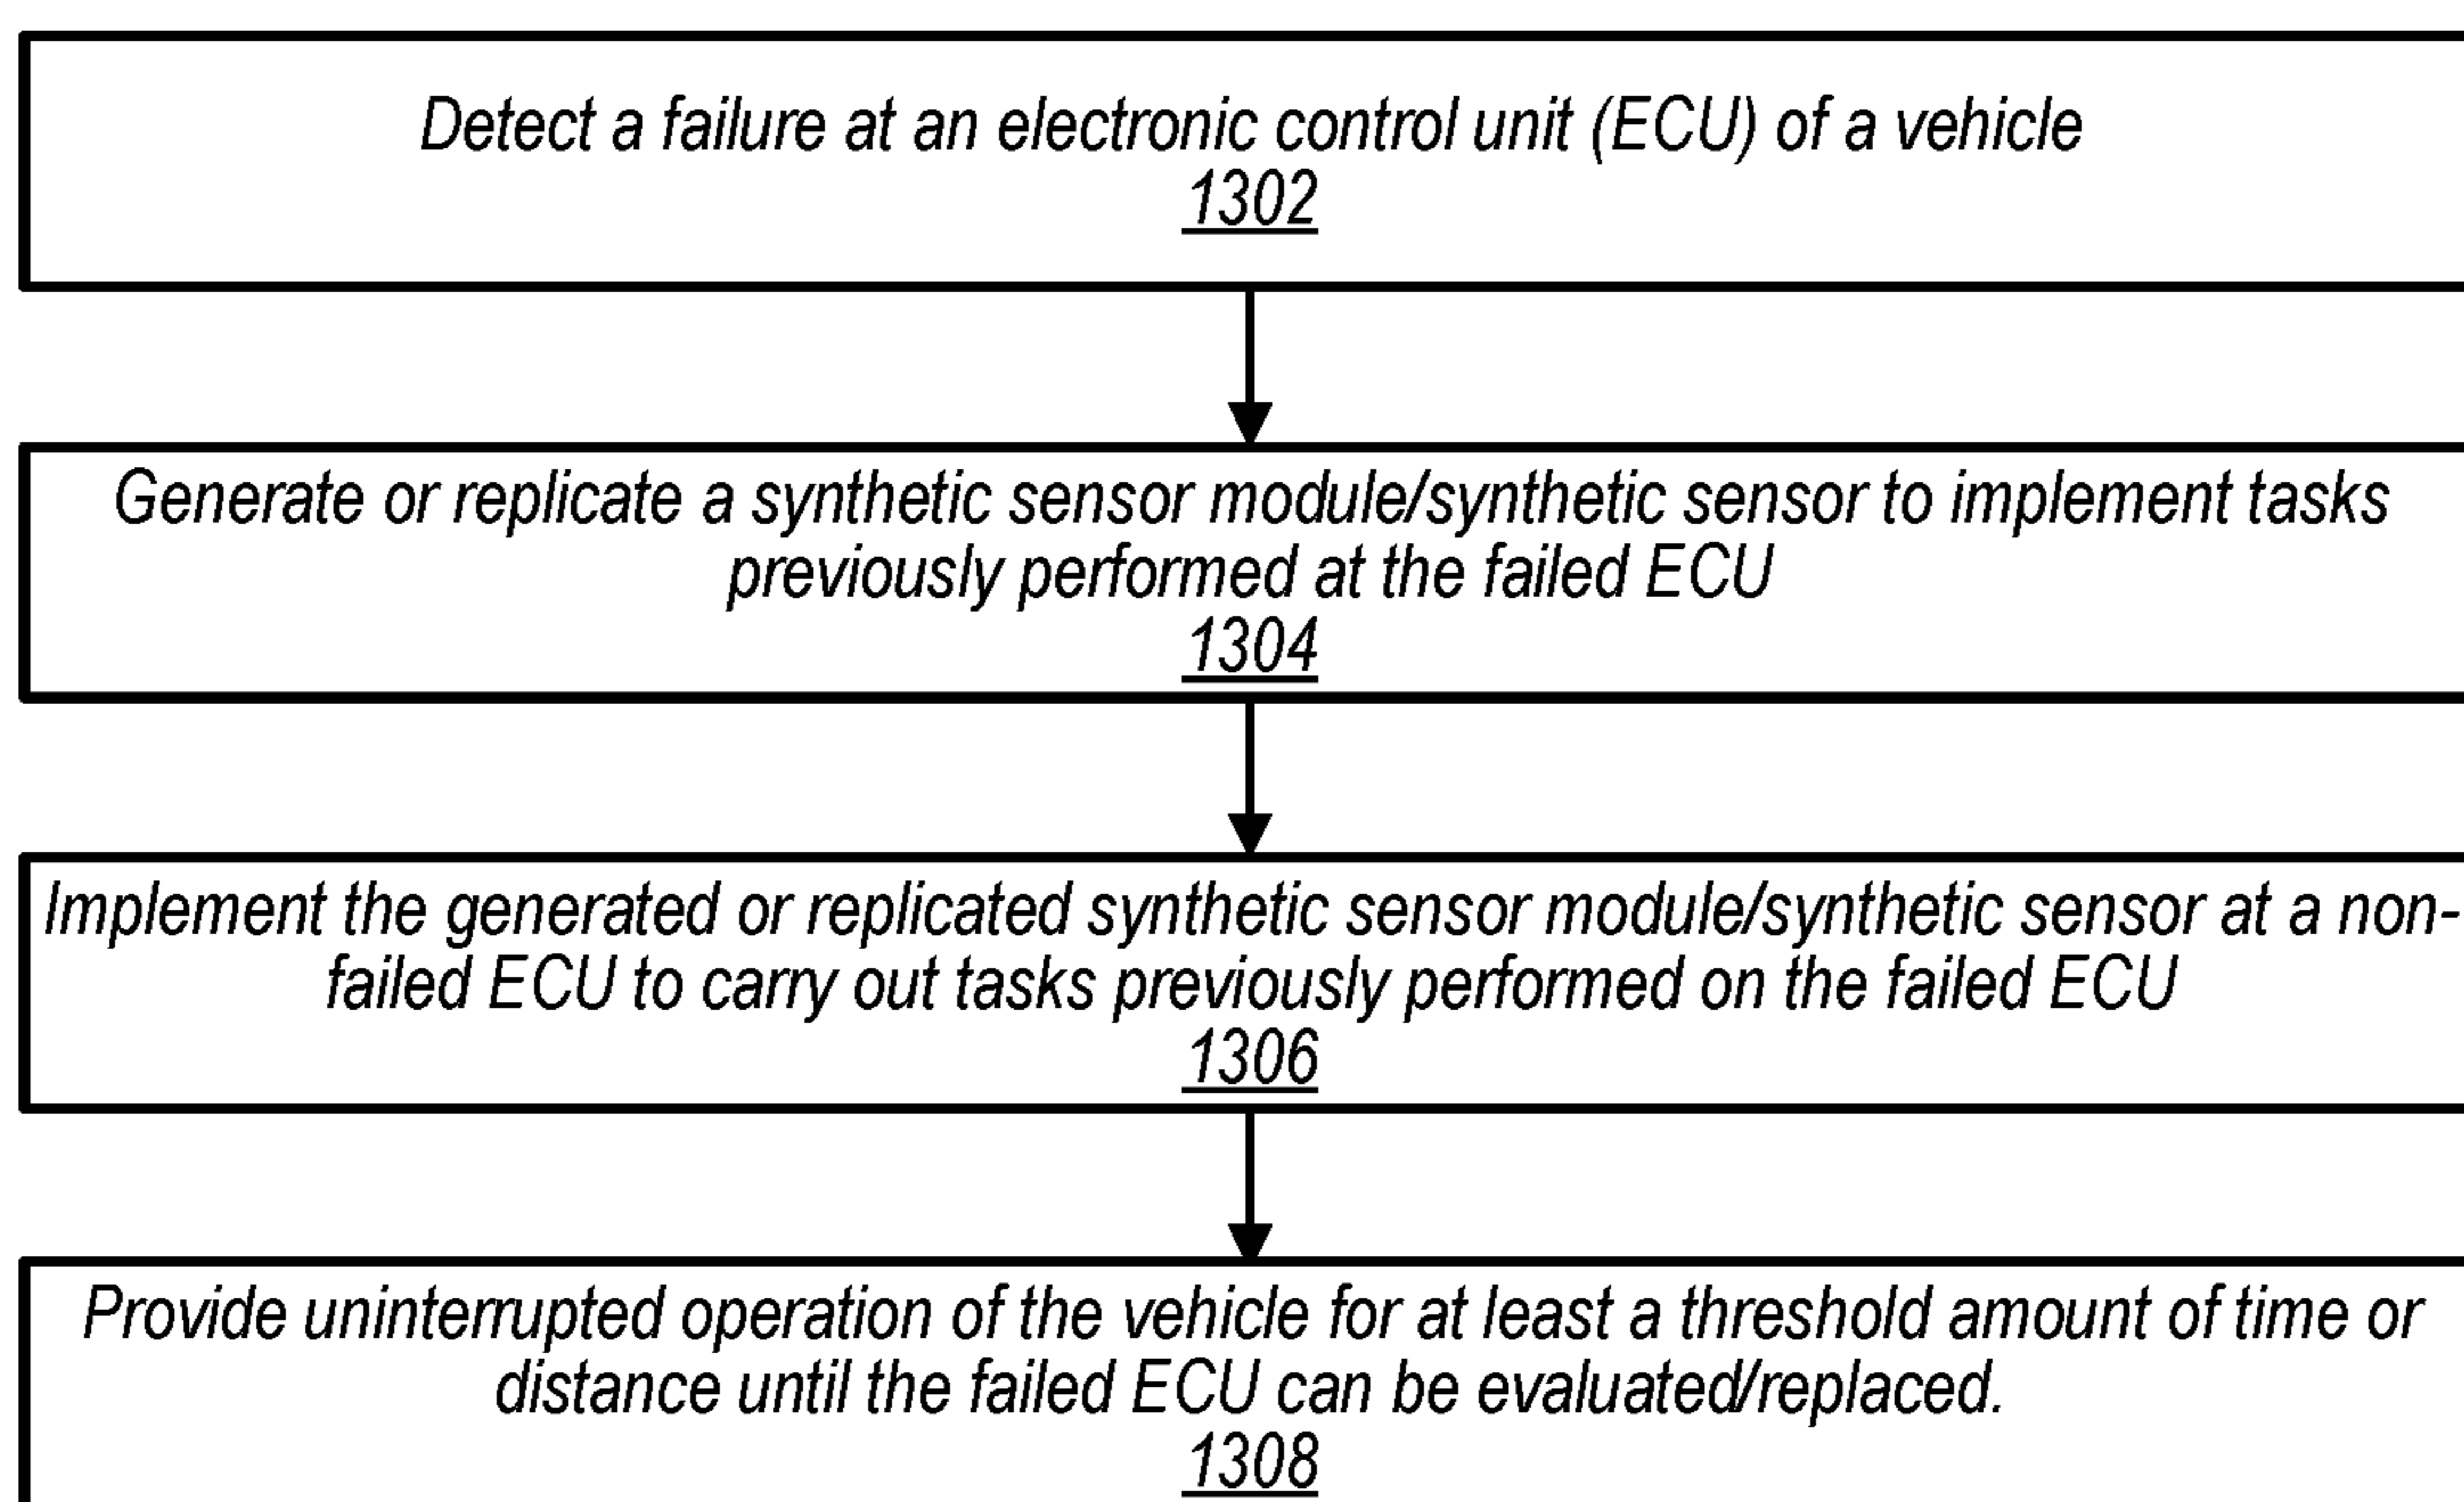 Detect a failure at an electronic control unit (ECU) of a vehicle
1302
Generate or replicate a synthetic sensor module/synthetic sensor to implement tasks
previously performed at the failed ECU
1304
Implement the generated or replicated synthetic sensor module/synthetic sensor at a non-
failed ECU to carry out tasks previously performed on the failed ECU
1306
Provide uninterrupted operation of the vehicle for at least a threshold amount of time or
distance until the failed ECU can be evaluated/replaced.
1308